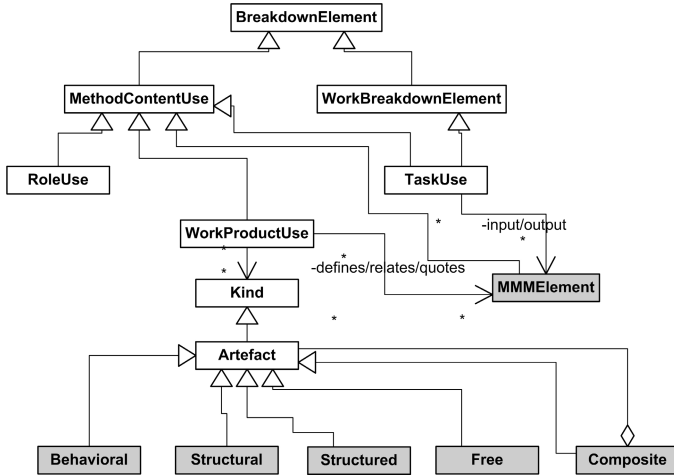 BreakdownElement
MethodContentUse
WorkBreakdownElement
RoleUse
TaskUse
*
-input/output
WorkProductUse
*
*
*
-defines/relates/quotes
*
Kind
MMMElement
*
*
Artefact
Behavioral
Structural
Structured
Free
Composite